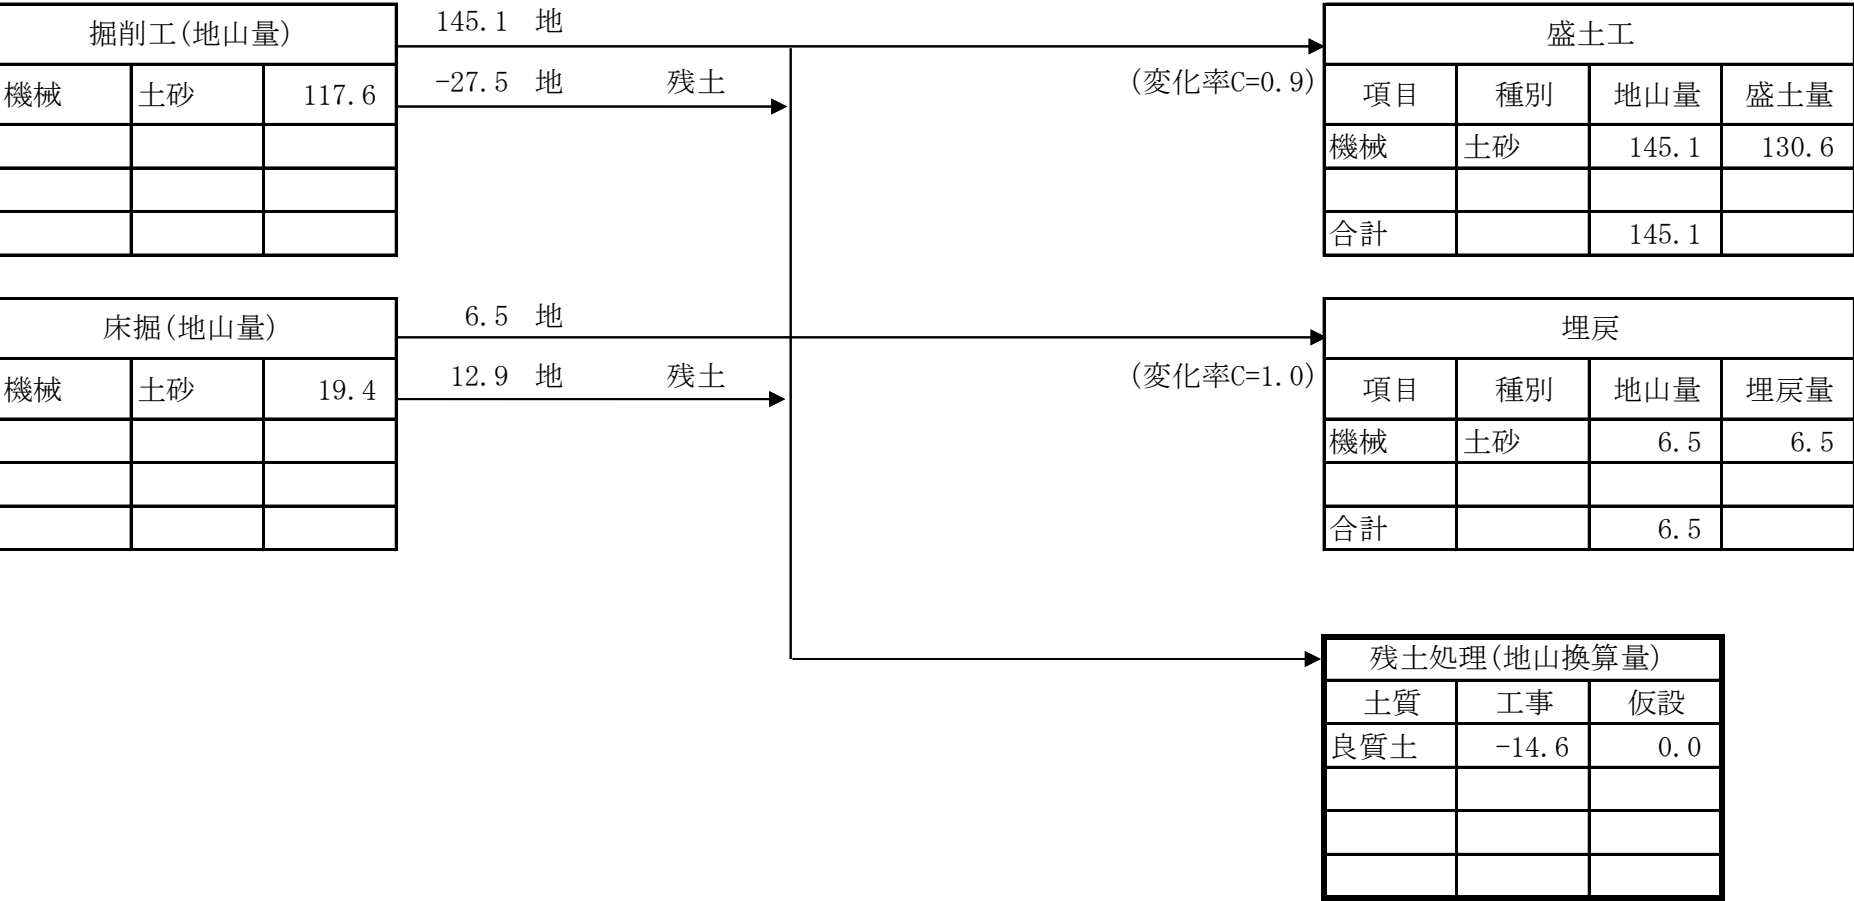 掘削工(地山量)
機械 土砂 117.6
145.1 地
-27.5 地 残土
(変化率C=0.9)
盛土工
項目 種別 地山量 盛土量
機械 土砂 145.1 130.6
合計 145.1
床掘(地山量)
機械 土砂 19.4
6.5 地
12.9 地 残土
(変化率C=1.0)
埋戻
項目 種別 地山量 埋戻量
機械 土砂 6.5 6.5
合計 6.5
残土処理(地山換算量)
土質 工事 仮設
良質土 -14.6 0.0